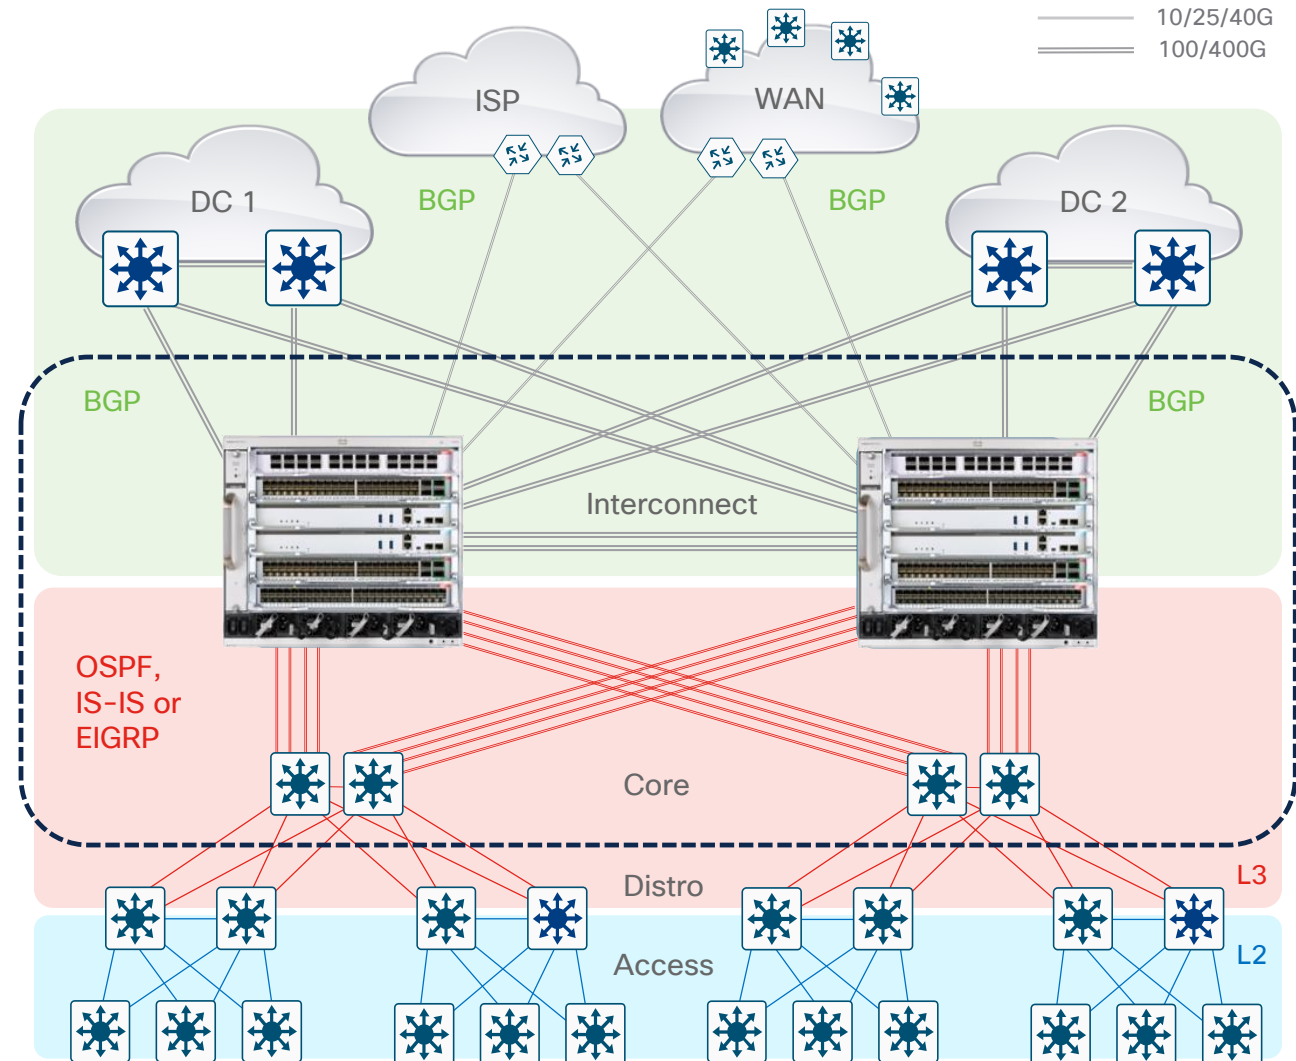 10/25/40G
100/400G
ISP
WAN
DC 1
BGP
BGP
DC 2
BGP
BGP
Interconnect
OSPF,
IS-IS or
EIGRP
Core
Distro
L3
Access
L2